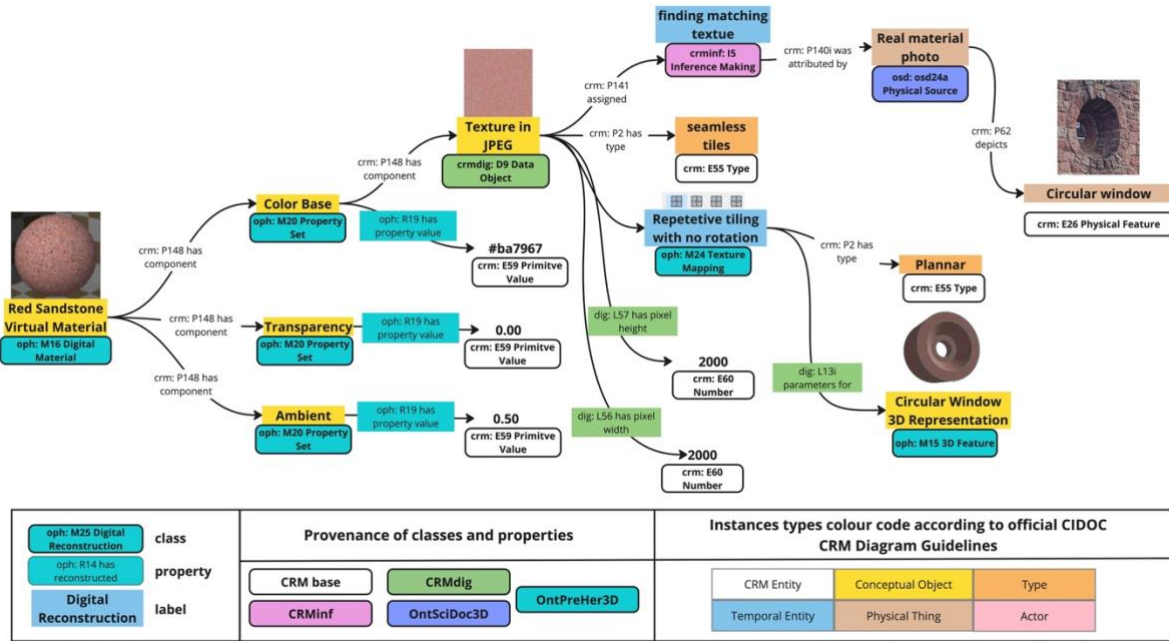 finding matching
textue
crminf: I5
Inference Making
crm: P140i was
attributed by
Real material
photo
osd: osd24a
Physical Source
crm: P141
assigned
crm: P62
depicts
Texture in
JPEG
crmdig: D9 Data
Object
crm: P2 has
type
seamless
tiles
crm: E55 Type
crm: P148 has
component
Circular window
crm: E26 Physical Feature
Color Base
oph: M20 Property
Set
oph: R19 has
property value
#ba7967
crm: E59 Primitve
Value
Repetetive tiling
with no rotation
oph: M24 Texture
Mapping
crm: P2 has
type
Plannar
crm: E55 Type
crm: P148 has
component
Red Sandstone
Virtual Material
oph: M16 Digital
Material
crm: P148 has
component
Transparency
oph: M20 Property
Set
oph: R19 has
property value
0.00
crm: E59 Primitve
Value
dig: L57 has pixel
height
2000
crm: E60
Number
dig: L13i
parameters for
crm: P148 has
component
Ambient
oph: M20 Property
Set
oph: R19 has
property value
0.50
crm: E59 Primitve
Value
dig: L56 has pixel
width
2000
crm: E60
Number
Circular Window
3D Representation
oph: M15 3D Feature
oph: M25 Digital
Reconstruction
class
oph: R14 has
reconstructed
property
Digital
Reconstruction
label
Provenance of classes and properties
CRM base
CRMdig
OntPreHer3D
CRMinf
OntSciDoc3D
Instances types colour code according to official CIDOC
CRM Diagram Guidelines
CRM Entity
Conceptual Object
Type
Temporal Entity
Physical Thing
Actor